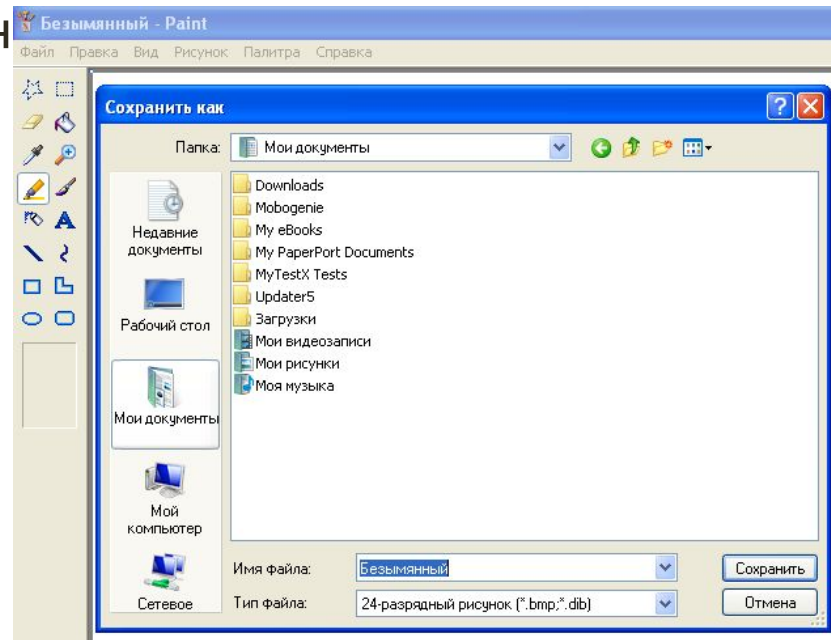 н
Безымянный - Paint
Файл Правка Вид Рисунок Палитра Справка
Сохранить как
Папка: Мои документы
Недавние
документы
Рабочий стол
Мои документы
Мой
компьютер
Сетевое
Downloads
Mobogenie
My eBooks
My PaperPort Documents
MyTestX Tests
Updater5
Загрузки
Мои видеозаписи
Мои рисунки
Моя музыка
Имя файла: Безымянный Сохранить
Тип файла: 24-разрядный рисунок (*.bmp;*.dib) Отмена